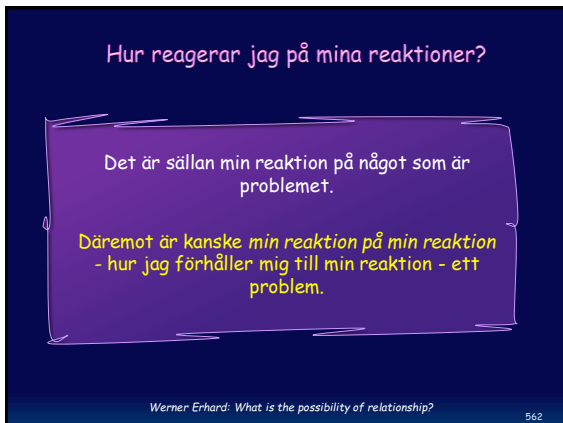 Hur reagerar jag på mina reaktioner?
Det är sällan min reaktion på något som är
problemet.
Däremot är kanske min reaktion på min reaktion
- hur jag förhåller mig till min reaktion - ett
problem.
Werner Erhard: What is the possibility of relationship?
562